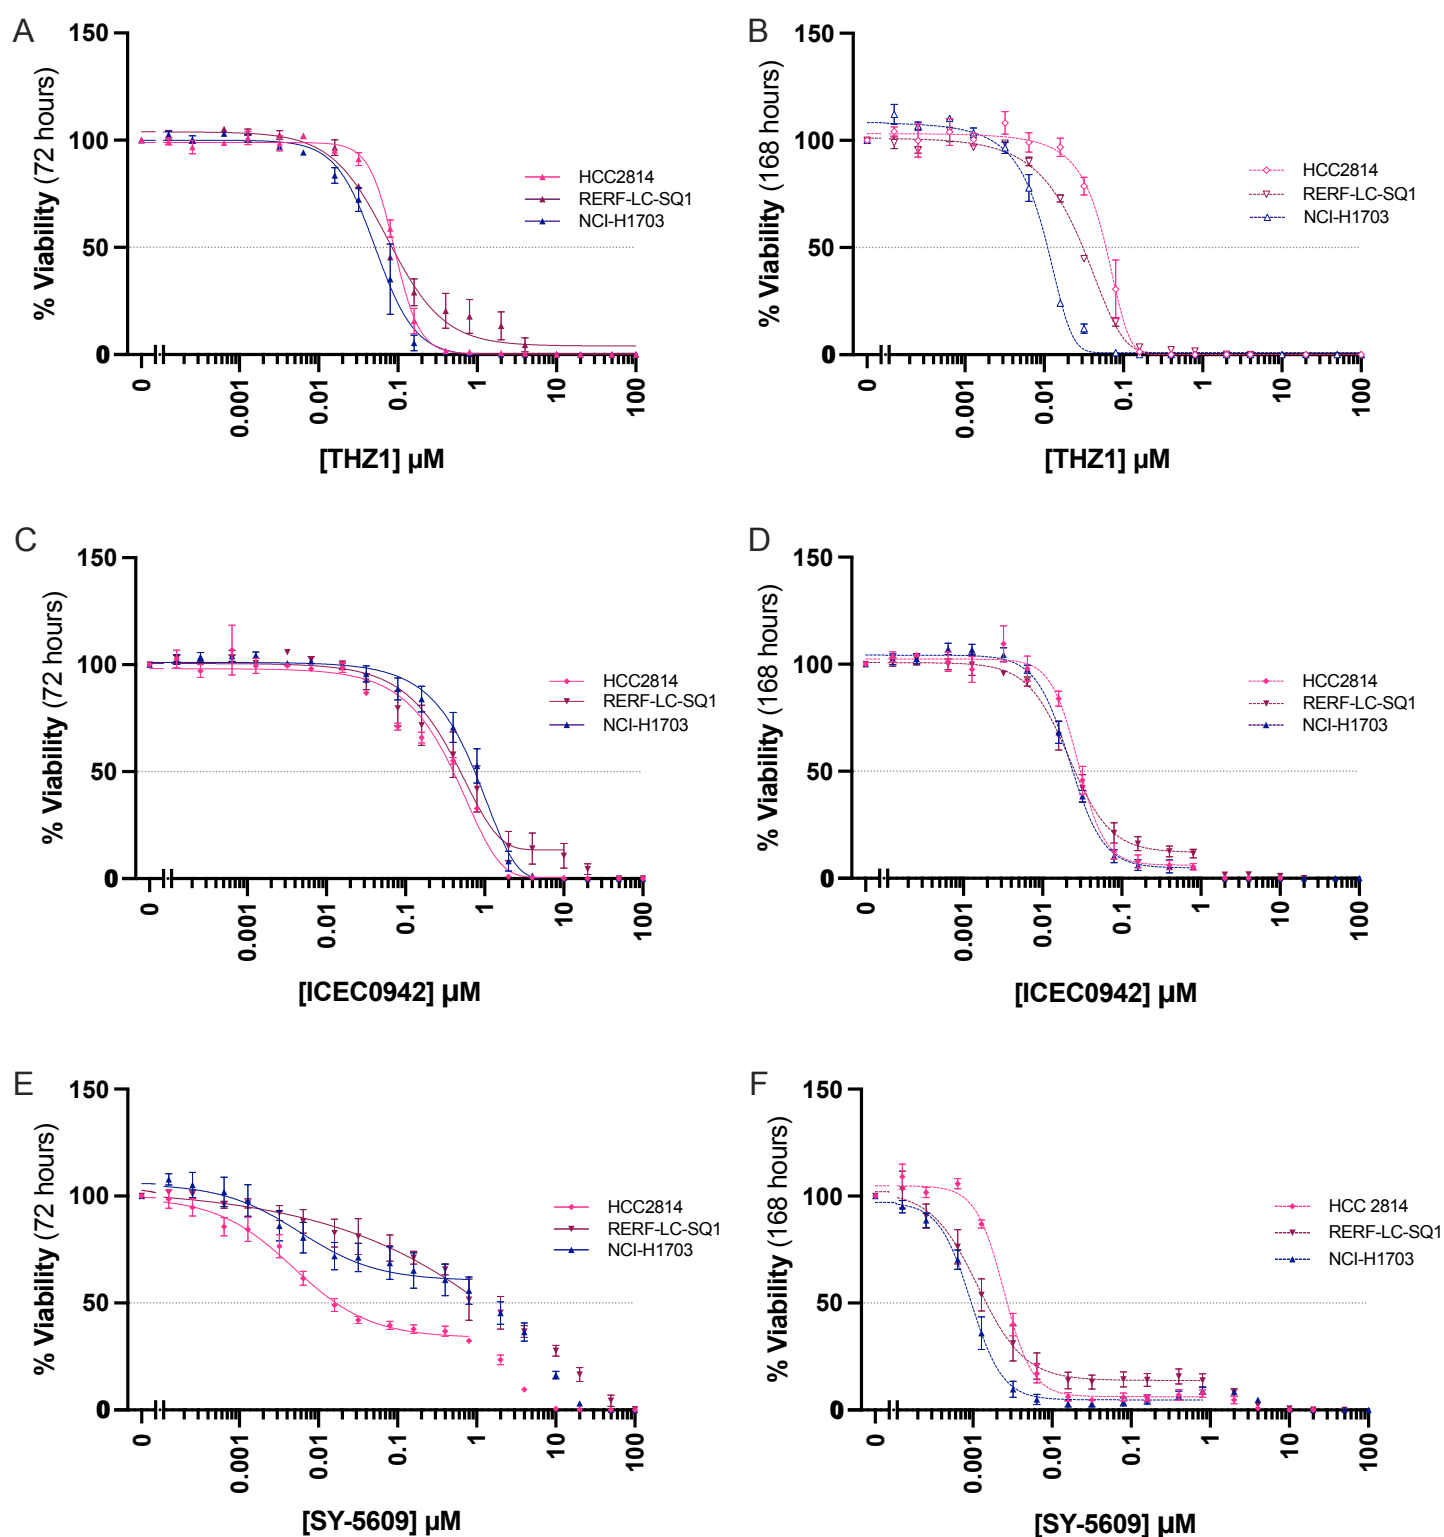 A
150
100
50
0
% Viability (72 hours)
HCC2814
RERF-LC-SQ1
NCI-H1703
0
0.001
0.01
0.1
1
100
[THZ1] µM
B
150
100
50
0
% Viability (168 hours)
HCC2814
RERF-LC-SQ1
NCI-H1703
0
0.001
0.01
0.1
1
100
[THZ1] µM
C
150
100
50
0
% Viability (72 hours)
HCC2814
RERF-LC-SQ1
NCI-H1703
0
0.001
0.01
0.1
1
10
100
[ICEC0942] µM
D
150
100
50
0
% Viability (168 hours)
HCC2814
RERF-LC-SQ1
NCI-H1703
0
0.001
0.01
0.1
1
10
100
[ICEC0942] µM
E
150
100
50
0
% Viability (72 hours)
HCC2814
RERF-LC-SQ1
NCI-H1703
0
0.001
0.01
0.1
1
10
100
[SY-5609] µM
F
150
100
50
0
% Viability (168 hours)
HCC 2814
RERF-LC-SQ1
NCI-H1703
0
0.001
0.01
0.1
1
10
100
[SY-5609] µM